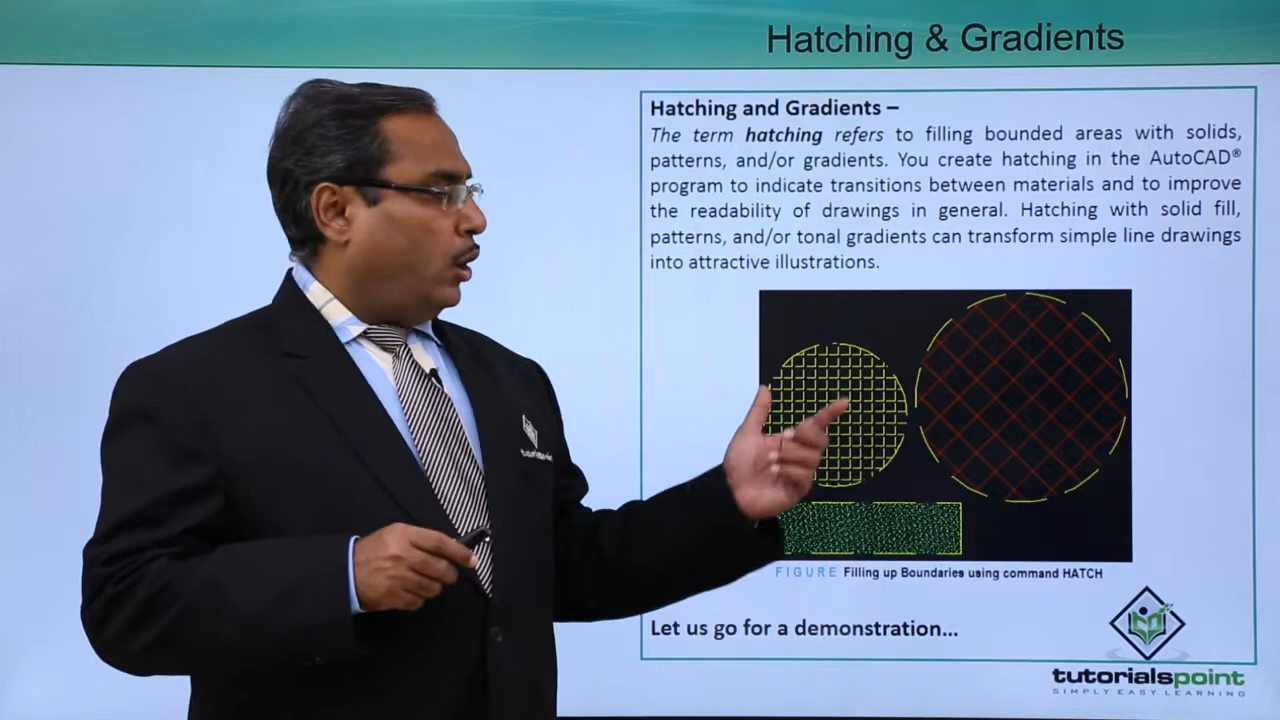 Hatching & Gradients
Hatching and Gradients –
The term hatching refers to filling bounded areas with solids,
patterns, and/or gradients. You create hatching in the AutoCAD®
program to indicate transitions between materials and to improve
the readability of drawings in general. Hatching with solid fill,
patterns, and/or tonal gradients can transform simple line drawings
into attractive illustrations.
FIGURE Filling up Boundaries using command HATCH
Let us go for a demonstration...
tutorialspoint
SIMPLY EASY LEARNING